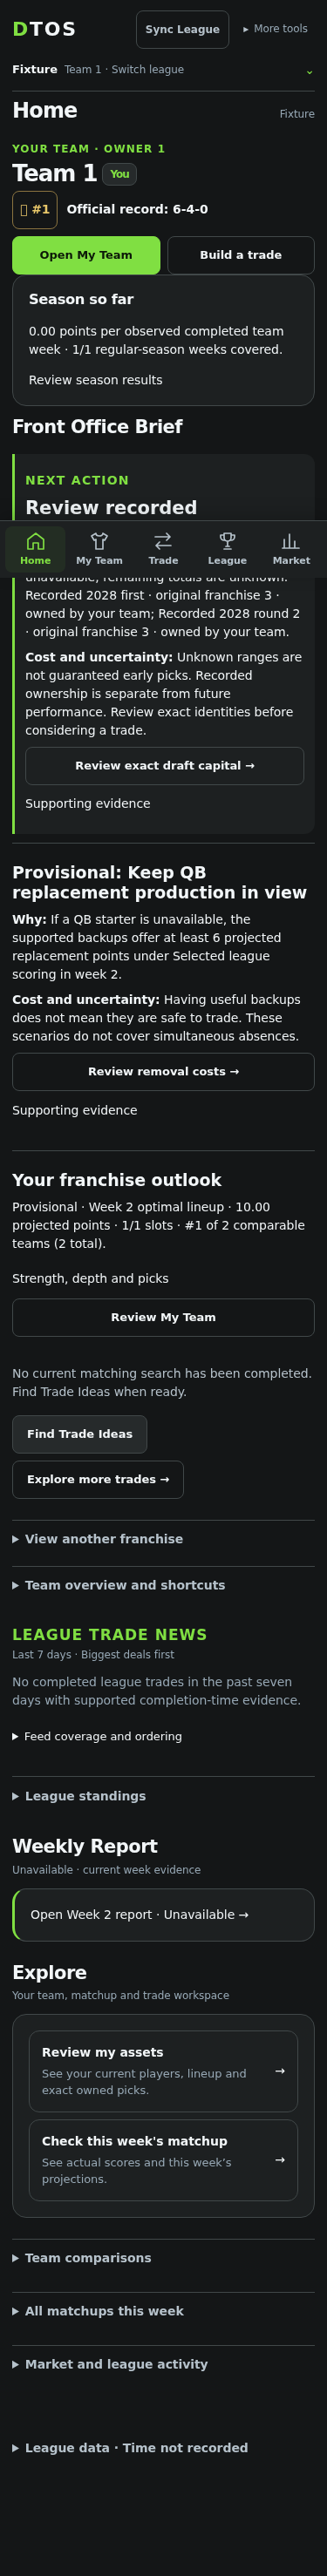 DTOS
Sync League
▸ More tools
Fixture Team 1 · Switch league
Home
Fixture
YOUR TEAM · OWNER 1
Team 1 You
#1 Official record: 6-4-0
Open My Team
Build a trade
Season so far
0.00 points per observed completed team
week · 1/1 regular-season weeks covered.
Review season results
Front Office Brief
NEXT ACTION
Review recorded
Home
My Team
Trade
League
Market
unavailable, remaining totals are unknown.
Recorded 2028 first · original franchise 3 ·
owned by your team; Recorded 2028 round 2
· original franchise 3 · owned by your team.
Cost and uncertainty: Unknown ranges are
not guaranteed early picks. Recorded
ownership is separate from future
performance. Review exact identities before
considering a trade.
Review exact draft capital →
Supporting evidence
Provisional: Keep QB
replacement production in view
Why: If a QB starter is unavailable, the
supported backups offer at least 6 projected
replacement points under Selected league
scoring in week 2.
Cost and uncertainty: Having useful backups
does not mean they are safe to trade. These
scenarios do not cover simultaneous absences.
Review removal costs →
Supporting evidence
Your franchise outlook
Provisional · Week 2 optimal lineup · 10.00
projected points · 1/1 slots · #1 of 2 comparable
teams (2 total).
Strength, depth and picks
Review My Team
No current matching search has been completed.
Find Trade Ideas when ready.
Find Trade Ideas
Explore more trades →
▶ View another franchise
▶ Team overview and shortcuts
LEAGUE TRADE NEWS
Last 7 days · Biggest deals first
No completed league trades in the past seven
days with supported completion-time evidence.
▶ Feed coverage and ordering
▶ League standings
Weekly Report
Unavailable · current week evidence
Open Week 2 report · Unavailable →
Explore
Your team, matchup and trade workspace
Review my assets
See your current players, lineup and
exact owned picks.
→
Check this week's matchup
See actual scores and this week’s
projections.
→
▶ Team comparisons
▶ All matchups this week
▶ Market and league activity
▶ League data · Time not recorded